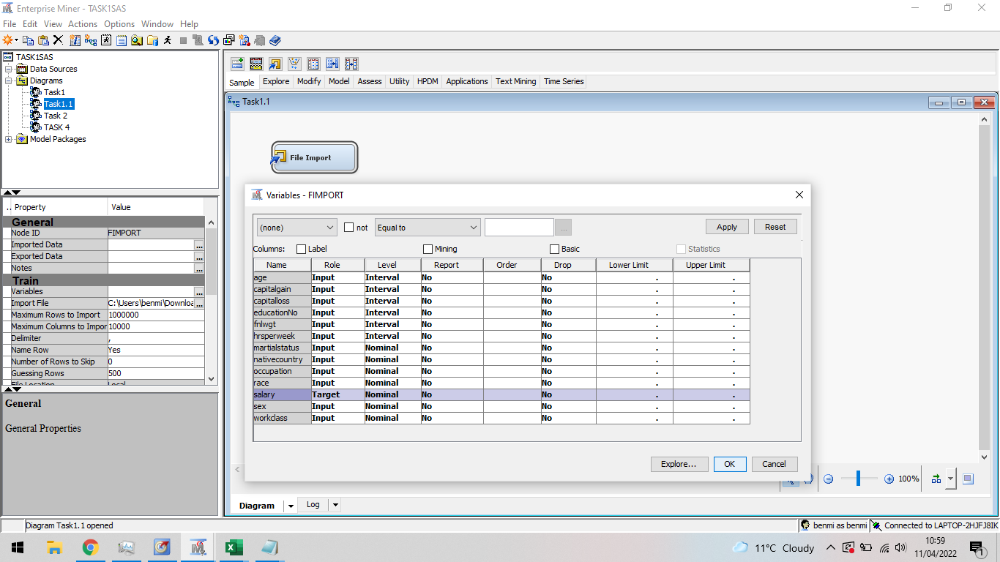 Enterprise Miner - TASK1SAS
File Edit View Actions Options Window Help
TASK1SAS
Data Sources
Diagrams
Task1
Task1.1
Task 2
TASK 4
Model Packages
.. Property Value
General
Node ID FIMPORT
Imported Data ...
Exported Data ...
Notes ...
Train
Variables ...
Import File C:\Users\benmi\Downloa ...
Maximum Rows to Import 1000000
Maximum Columns to Impor 10000
Delimiter ,
Name Row Yes
Number of Rows to Skip 0
Guessing Rows 500
File Location Local
General
General Properties
Sample Explore Modify Model Assess Utility HPDM Applications Text Mining Time Series
Task1.1
File Import
Variables - FIMPORT
(none) not Equal to ... Apply Reset
Columns: Label Mining Basic Statistics
Name Role Level Report Order Drop Lower Limit Upper Limit
age Input Interval No No . .
capitalgain Input Interval No No . .
capitalloss Input Interval No No . .
educationNo Input Interval No No . .
fnlwgt Input Interval No No . .
hrsperweek Input Interval No No . .
martialstatus Input Nominal No No . .
nativecountry Input Nominal No No . .
occupation Input Nominal No No . .
race Input Nominal No No . .
salary Target Nominal No No . .
sex Input Nominal No No . .
workclass Input Nominal No No . .
Explore... OK Cancel
100%
Diagram Log
Diagram Task1.1 opened
benmi as benmi Connected to LAPTOP-2HJFJ8IK
11°C Cloudy
10:59
11/04/2022
1